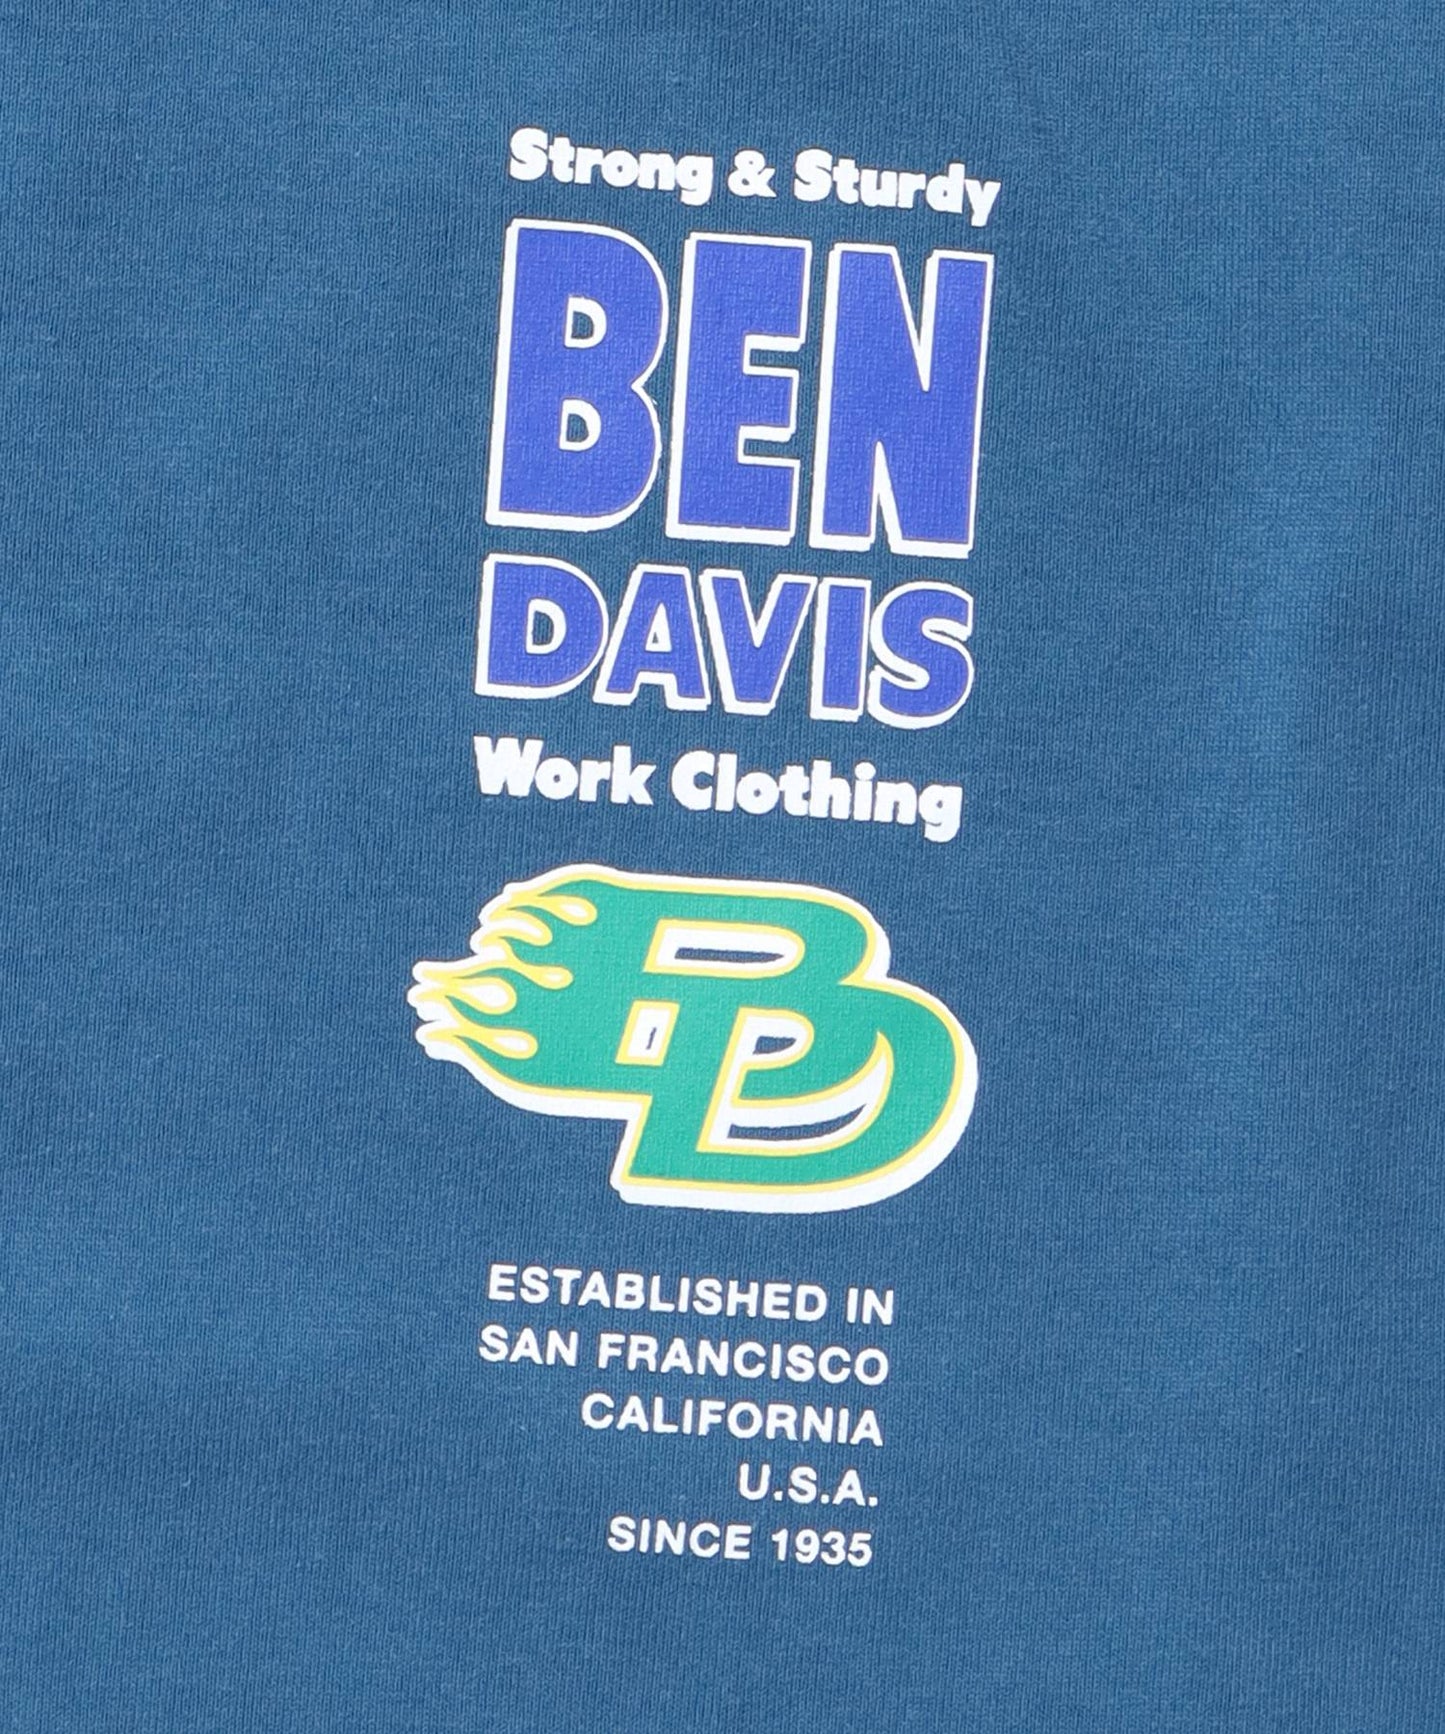 Strong & Sturdy
BEN
DAVIS
Work Clothing
BD
ESTABLISHED IN
SAN FRANCISCO
CALIFORNIA
U.S.A.
SINCE 1935